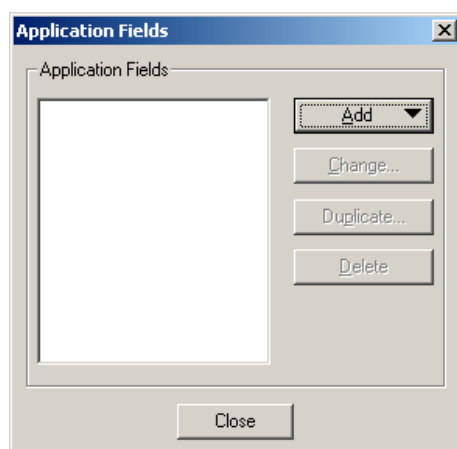 Application Fields
Application Fields
Add
Change...
Duplicate...
Delete
Close